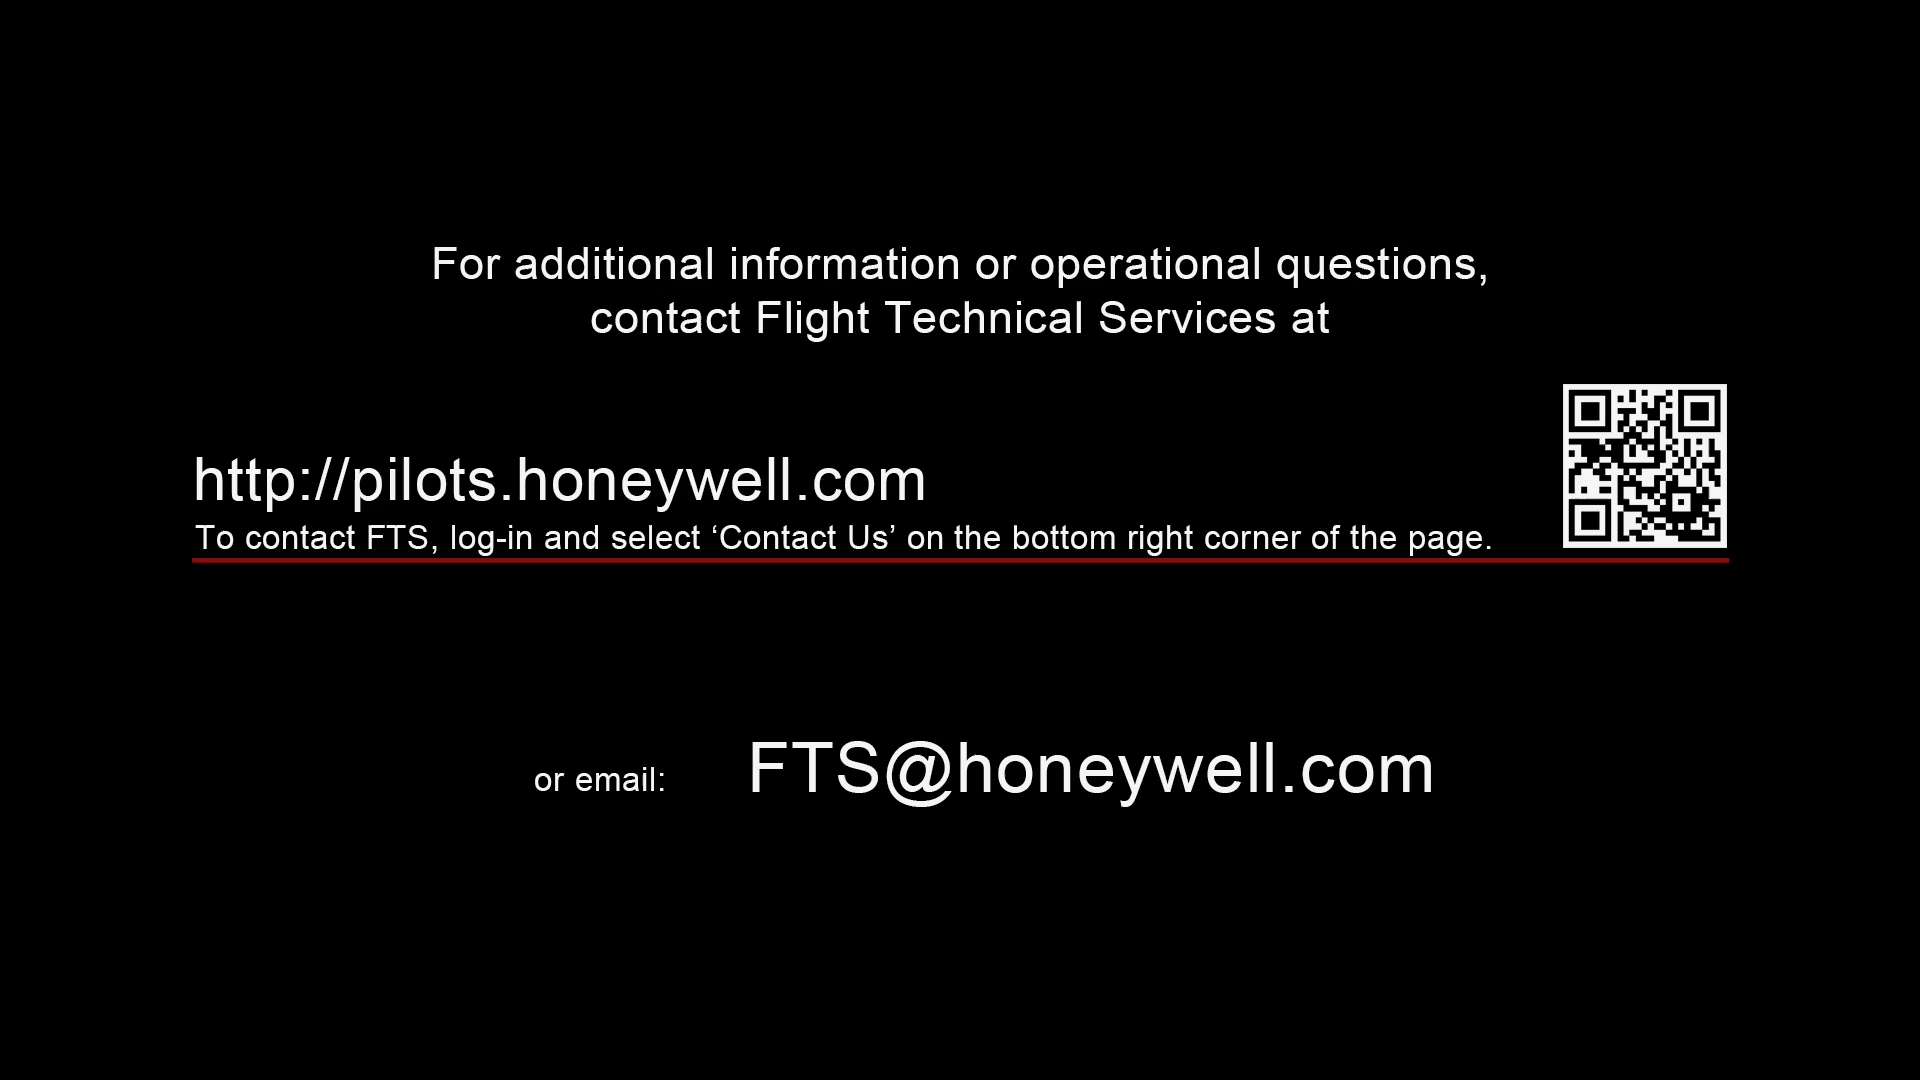 For additional information or operational questions,
contact Flight Technical Services at
http://pilots.honeywell.com
To contact FTS, log-in and select ‘Contact Us’ on the bottom right corner of the page.
or email: FTS@honeywell.com